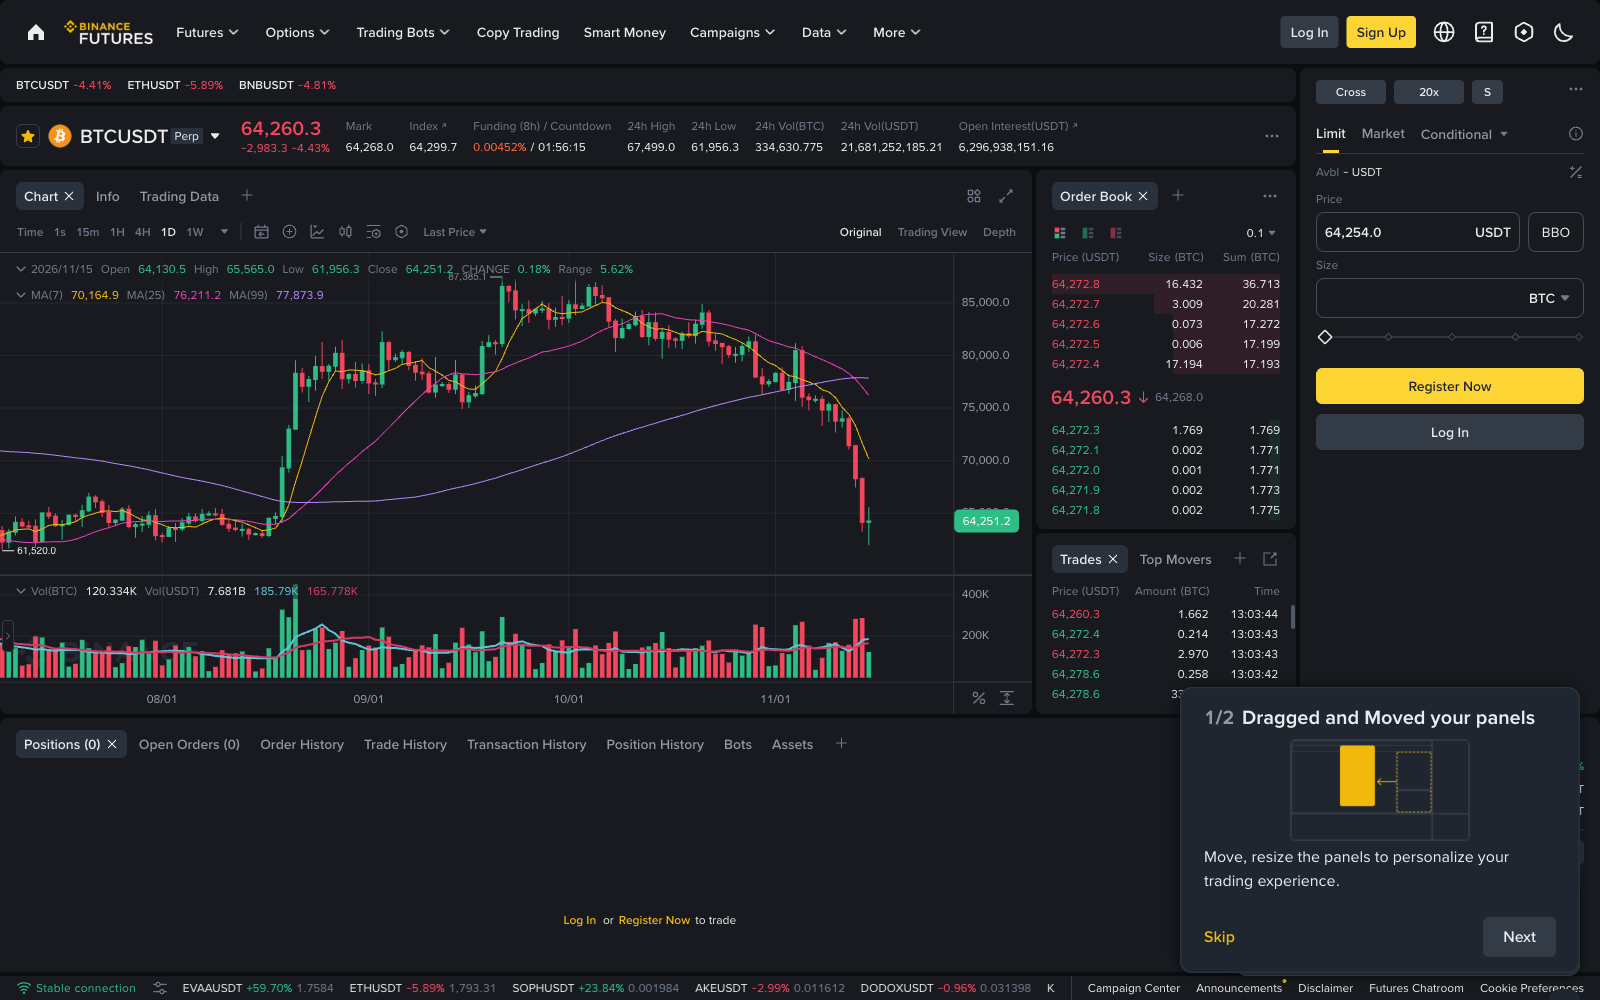 BINANCE
FUTURES
Futures Options Trading Bots Copy Trading Smart Money Campaigns Data More
Log In Sign Up
BTCUSDT -4.41% ETHUSDT -5.89% BNBUSDT -4.81%
BTCUSDT Perp
64,260.3
-2,983.3 -4.43%
Mark Index Funding (8h) / Countdown 24h High 24h Low 24h Vol(BTC) 24h Vol(USDT) Open Interest(USDT)
64,268.0 64,299.7 0.00452% / 01:56:15 67,499.0 61,956.3 334,630.775 21,681,252,185.21 6,296,938,151.16
Chart Info Trading Data
Time 1s 15m 1H 4H 1D 1W Last Price Original Trading View Depth
2026/11/15 Open 64,130.5 High 65,565.0 Low 61,956.3 Close 64,251.2 CHANGE 0.18% Range 5.62%
87,385.1
MA(7) 70,164.9 MA(25) 76,211.2 MA(99) 77,873.9
85,000.0
80,000.0
75,000.0
70,000.0
64,251.2
61,520.0
Vol(BTC) 120.334K Vol(USDT) 7.681B 185.79K 165.778K
400K
200K
08/01 09/01 10/01 11/01
Order Book
0.1
Price (USDT) Size (BTC) Sum (BTC)
64,272.8 16.432 36.713
64,272.7 3.009 20.281
64,272.6 0.073 17.272
64,272.5 0.006 17.199
64,272.4 17.194 17.193
64,260.3 64,268.0
64,272.3 1.769 1.769
64,272.1 0.002 1.771
64,272.0 0.001 1.771
64,271.9 0.002 1.773
64,271.8 0.002 1.775
Trades Top Movers
Price (USDT) Amount (BTC) Time
64,260.3 1.662 13:03:44
64,272.4 0.214 13:03:43
64,272.3 2.970 13:03:43
64,278.6 0.258 13:03:42
64,278.6
Cross 20x S
Limit Market Conditional
Avbl - USDT
Price
64,254.0 USDT BBO
Size
BTC
Register Now
Log In
Positions (0) Open Orders (0) Order History Trade History Transaction History Position History Bots Assets
Log In or Register Now to trade
1/2 Dragged and Moved your panels
Move, resize the panels to personalize your
trading experience.
Skip Next
Stable connection EVAAUSDT +59.70% 1.7584 ETHUSDT -5.89% 1,793.31 SOPHUSDT +23.84% 0.001984 AKEUSDT -2.99% 0.011612 DODOXUSDT -0.96% 0.031398 K
Campaign Center Announcements Disclaimer Futures Chatroom Cookie Preferences